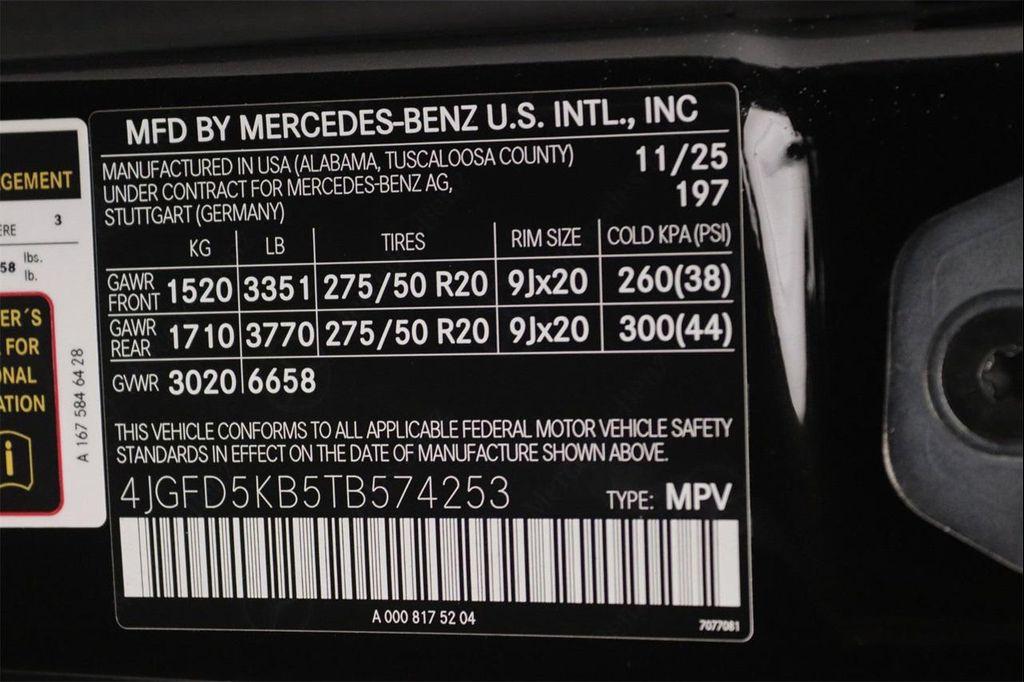 MFD BY MERCEDES-BENZ U.S. INTL., INC
MANUFACTURED IN USA (ALABAMA, TUSCALOOSA COUNTY) 11/25
UNDER CONTRACT FOR MERCEDES-BENZ AG, 197
STUTTGART (GERMANY)
KG LB TIRES RIM SIZE COLD KPA (PSI)
GAWR FRONT 1520 3351 275/50 R20 9Jx20 260(38)
GAWR REAR 1710 3770 275/50 R20 9Jx20 300(44)
GVWR 3020 6658
THIS VEHICLE CONFORMS TO ALL APPLICABLE FEDERAL MOTOR VEHICLE SAFETY
STANDARDS IN EFFECT ON THE DATE OF MANUFACTURE SHOWN ABOVE.
4JGFD5KB5TB574253 TYPE: MPV
A 000 817 52 04
7077081
GEMENT
ERE 3
58 lbs.
lb.
ER´S
FOR
NAL
ATION
i
A 167 584 64 28